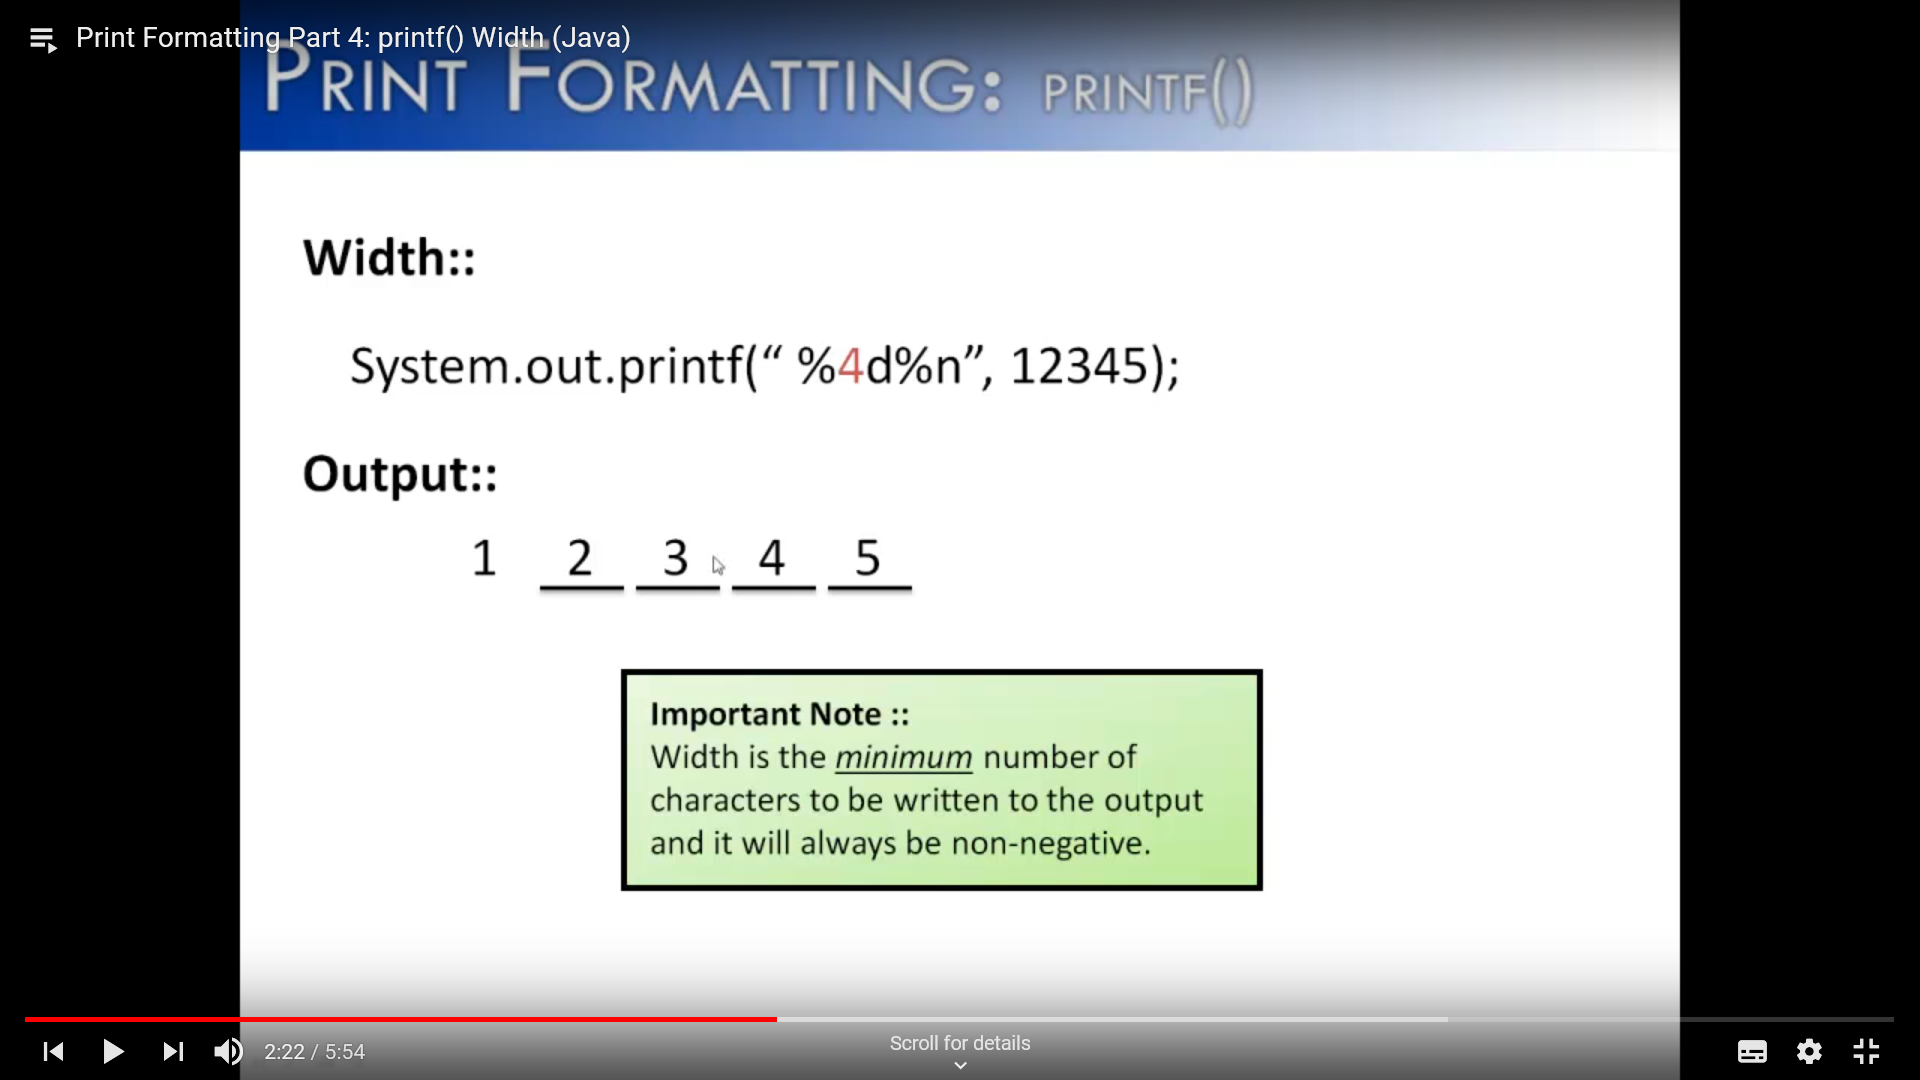 Print Formatting Part 4: printf() Width (Java)
PRINT FORMATTING: PRINTF()
Width::
System.out.printf(“ %4d%n”, 12345);
Output::
1 2 3 4 5
Important Note ::
Width is the minimum number of
characters to be written to the output
and it will always be non-negative.
Scroll for details
2:22 / 5:54